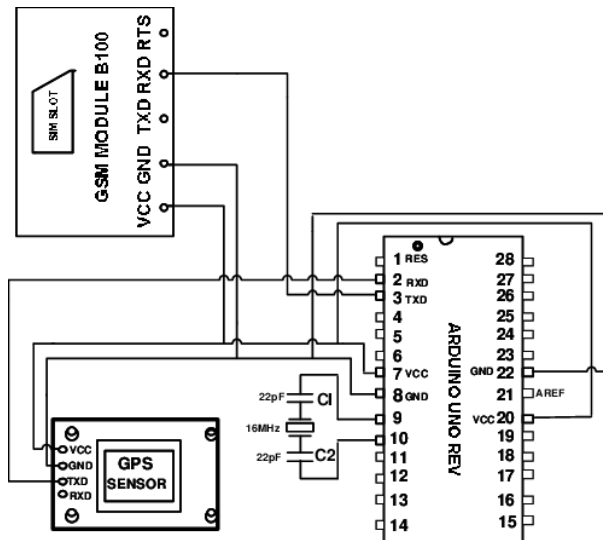 GSM MODULE B100
SIM SLOT
VCC GND TXD RXD RTS
ARDUINO UNO REV
1 RES
2 RXD
3 TXD
4
5
6
7 VCC
8 GND
9
10
11
12
13
14
28
27
26
25
24
23
GND 22
21 AREF
VCC 20
19
18
17
16
15
22pF C1
16MHz
22pF C2
VCC
GND
TXD
RXD
GPS
SENSOR